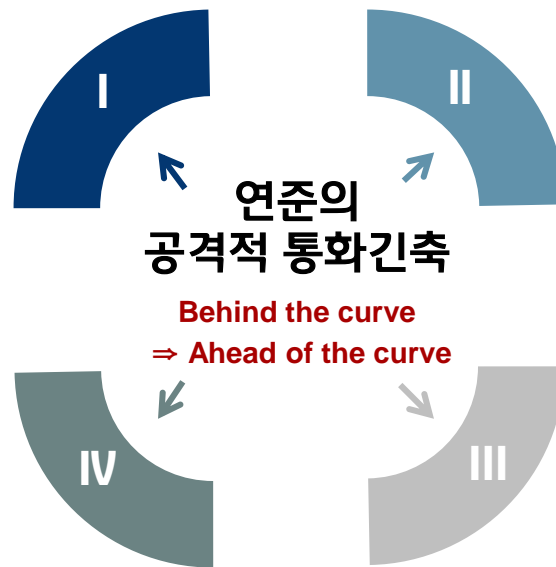 I
II
연준의
공격적 통화긴축
Behind the curve
⇒ Ahead of the curve
IV
III